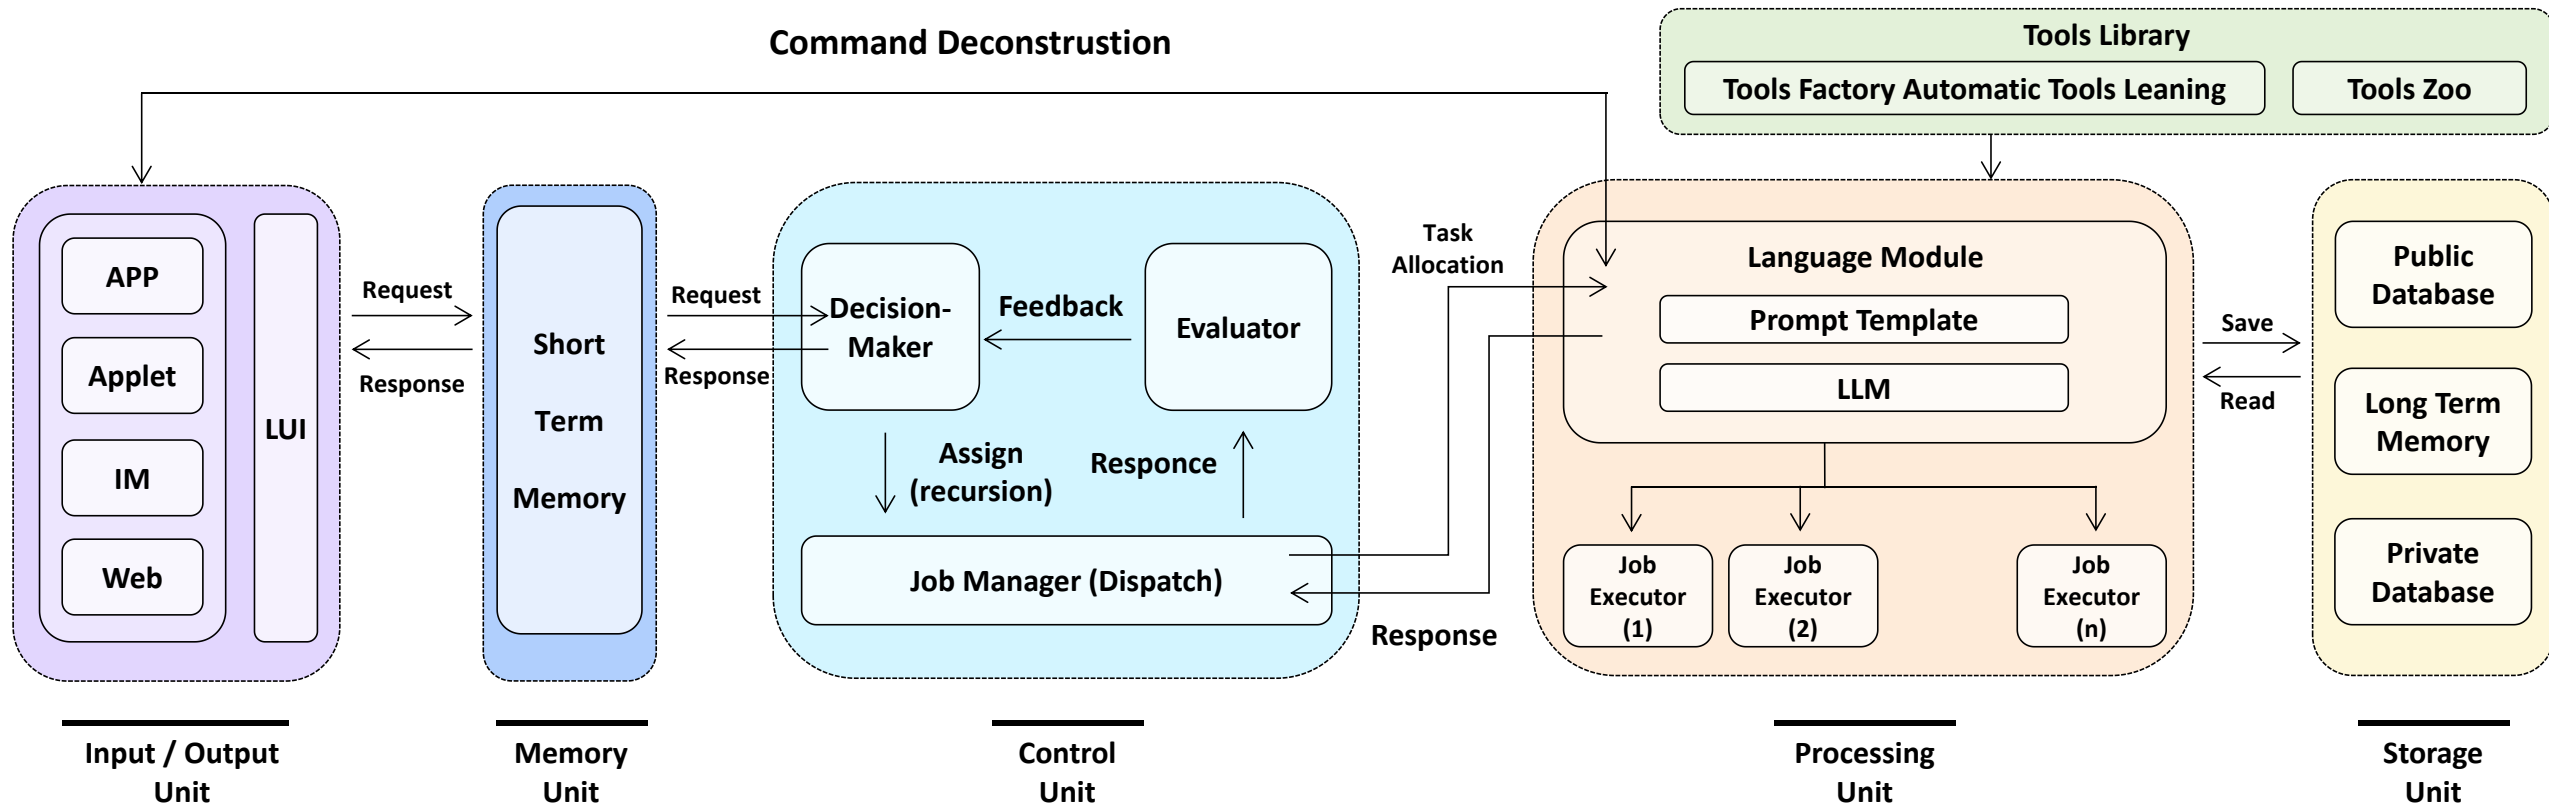 Command Deconstrustion
Tools Library
Tools Factory Automatic Tools Leaning
Tools Zoo
APP
Applet
IM
Web
LUI
Request
Response
Short
Term
Memory
Request
Response
Decision-
Maker
Feedback
Evaluator
Assign
(recursion)
Responce
Job Manager (Dispatch)
Task
Allocation
Response
Language Module
Prompt Template
LLM
Job
Executor
(1)
Job
Executor
(2)
Job
Executor
(n)
Save
Read
Public
Database
Long Term
Memory
Private
Database
Input / Output
Unit
Memory
Unit
Control
Unit
Processing
Unit
Storage
Unit